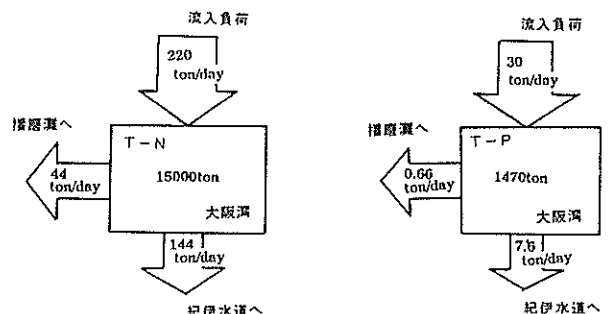 流入負荷
220
ton/day
播磨灘へ
T-N
44
ton/day
15000ton
大阪湾
144
ton/day
紀伊水道へ
流入負荷
30
ton/day
播磨灘へ
T-P
0.66
ton/day
1470ton
大阪湾
7.6
ton/day
紀伊水道へ